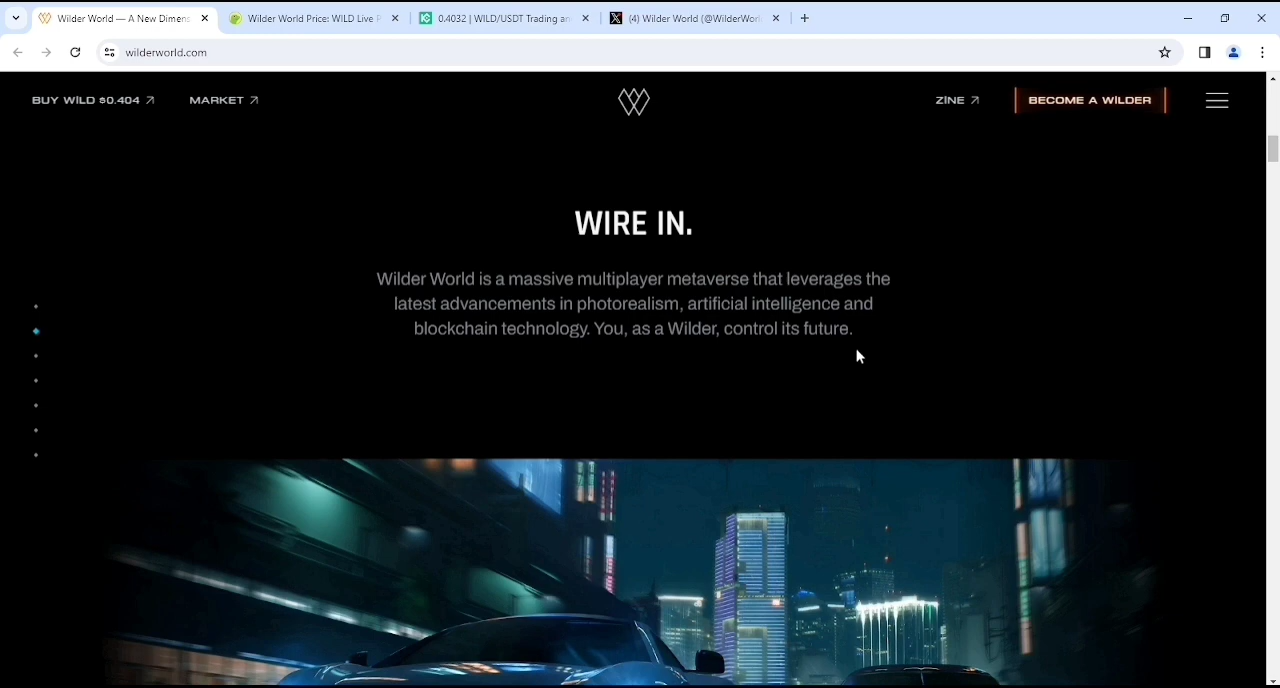 Wilder World — A New Dimens
Wilder World Price: WILD Live P
0.4032 | WILD/USDT Trading an
(4) Wilder World (@WilderWorl
wilderworld.com
BUY WILD $0.404
MARKET
ZINE
BECOME A WILDER
WIRE IN.
Wilder World is a massive multiplayer metaverse that leverages the
latest advancements in photorealism, artificial intelligence and
blockchain technology. You, as a Wilder, control its future.